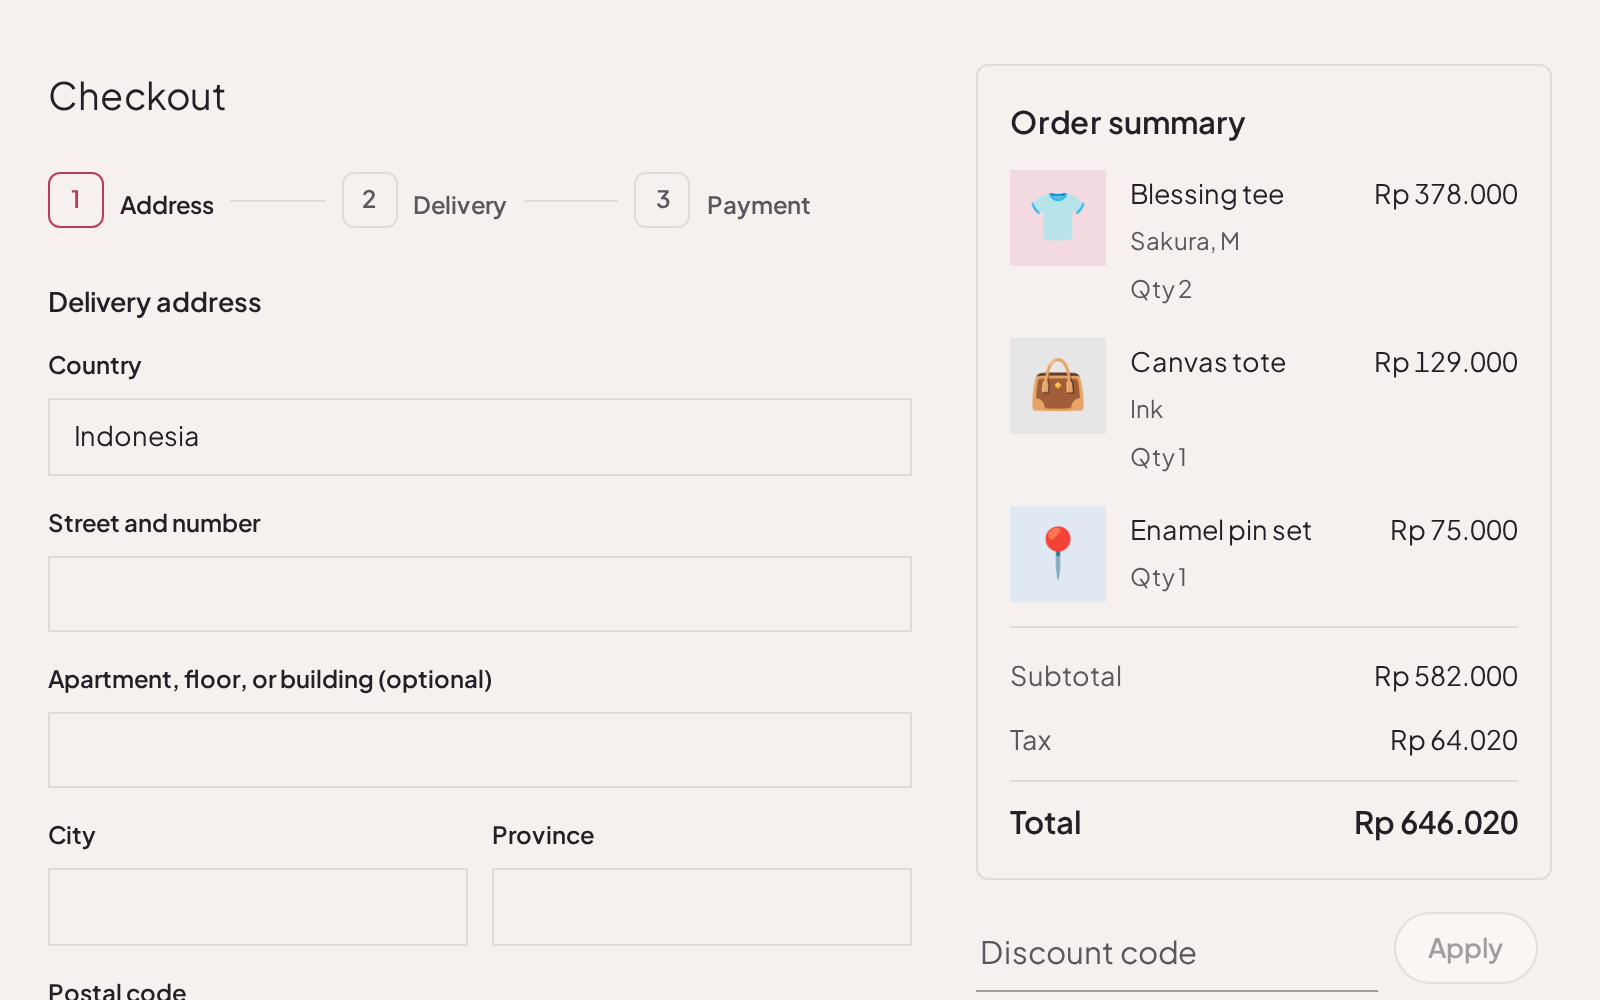 Checkout
1 Address 2 Delivery 3 Payment
Delivery address
Country
Indonesia
Street and number
Apartment, floor, or building (optional)
City Province
Postal code
Order summary
Blessing tee Rp 378.000
Sakura, M
Qty 2
Canvas tote Rp 129.000
Ink
Qty 1
Enamel pin set Rp 75.000
Qty 1
Subtotal Rp 582.000
Tax Rp 64.020
Total Rp 646.020
Discount code Apply